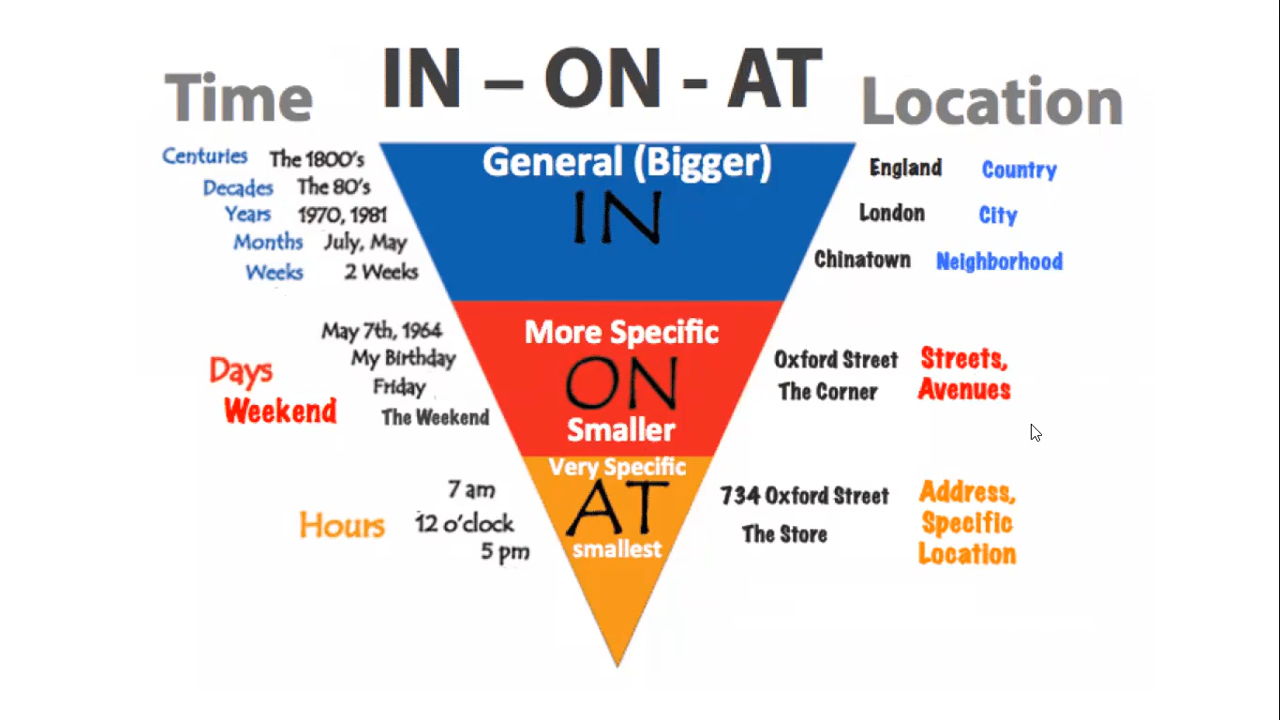 IN – ON - AT
Time
Location
Centuries The 1800's
Decades The 80's
Years 1970, 1981
Months July, May
Weeks 2 Weeks
General (Bigger)
IN
England Country
London City
Chinatown Neighborhood
May 7th, 1964
My Birthday
Days
Friday
Weekend
The Weekend
More Specific
ON
Smaller
Oxford Street Streets,
The Corner Avenues
7 am
Hours 12 o'clock
5 pm
Very Specific
AT
smallest
734 Oxford Street Address,
Specific
The Store
Location